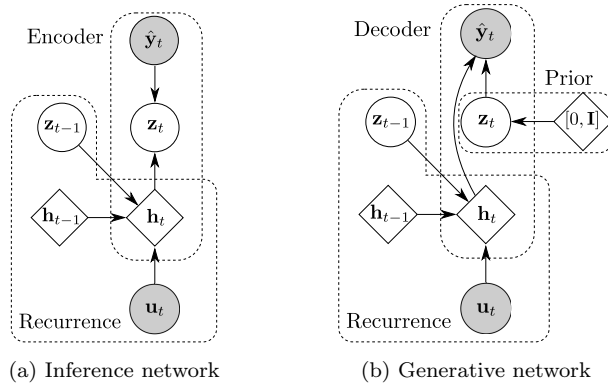 Encoder
ŷ_t
z_{t−1}
z_t
h_{t−1}
h_t
Recurrence
u_t
(a) Inference network
Decoder
ŷ_t
Prior
z_{t−1}
z_t
[0, I]
h_{t−1}
h_t
Recurrence
u_t
(b) Generative network